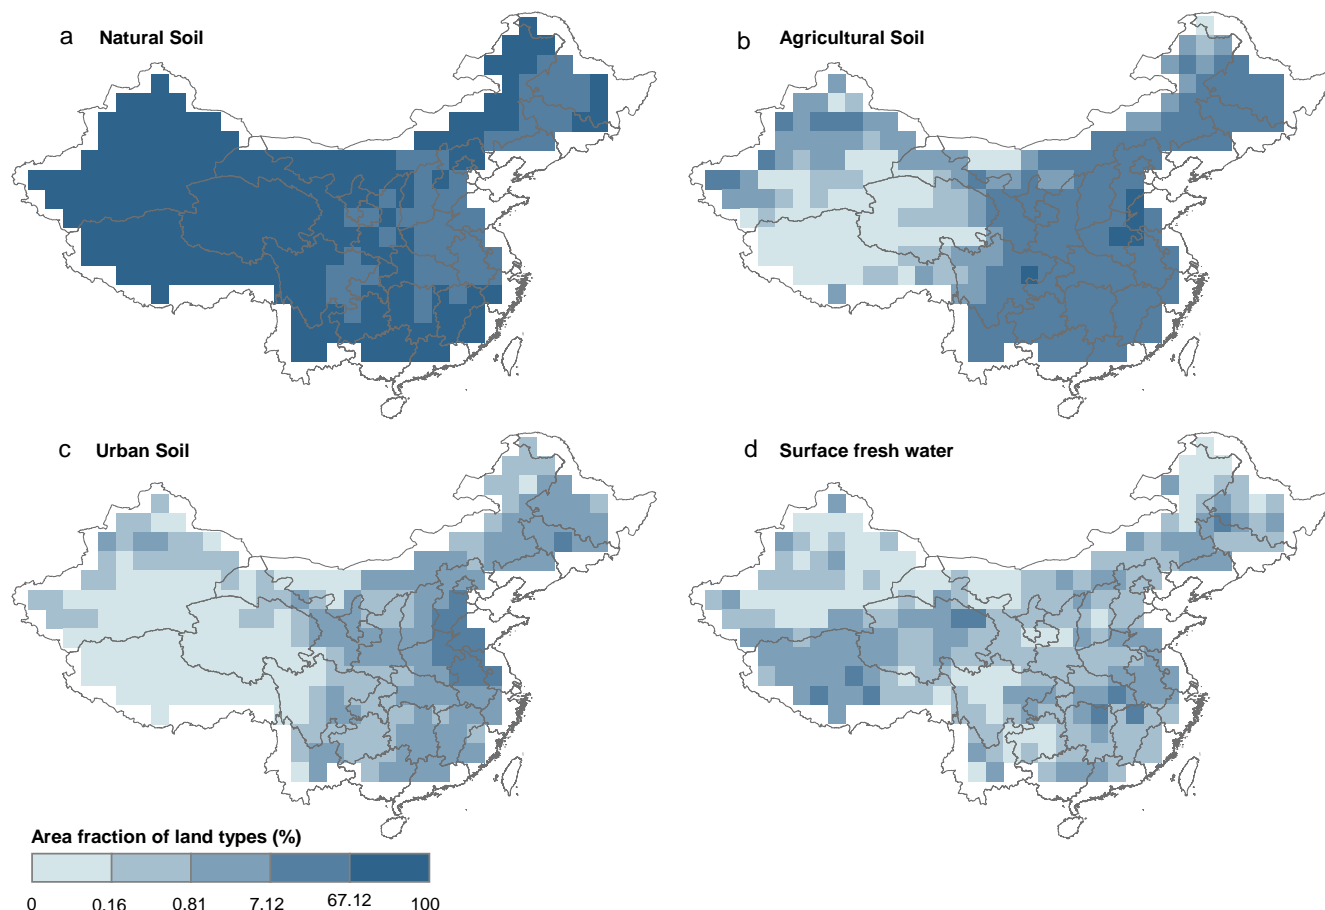 a Natural Soil
b Agricultural Soil
c Urban Soil
d Surface fresh water
Area fraction of land types (%)
0 0.16 0.81 7.12 67.12 100